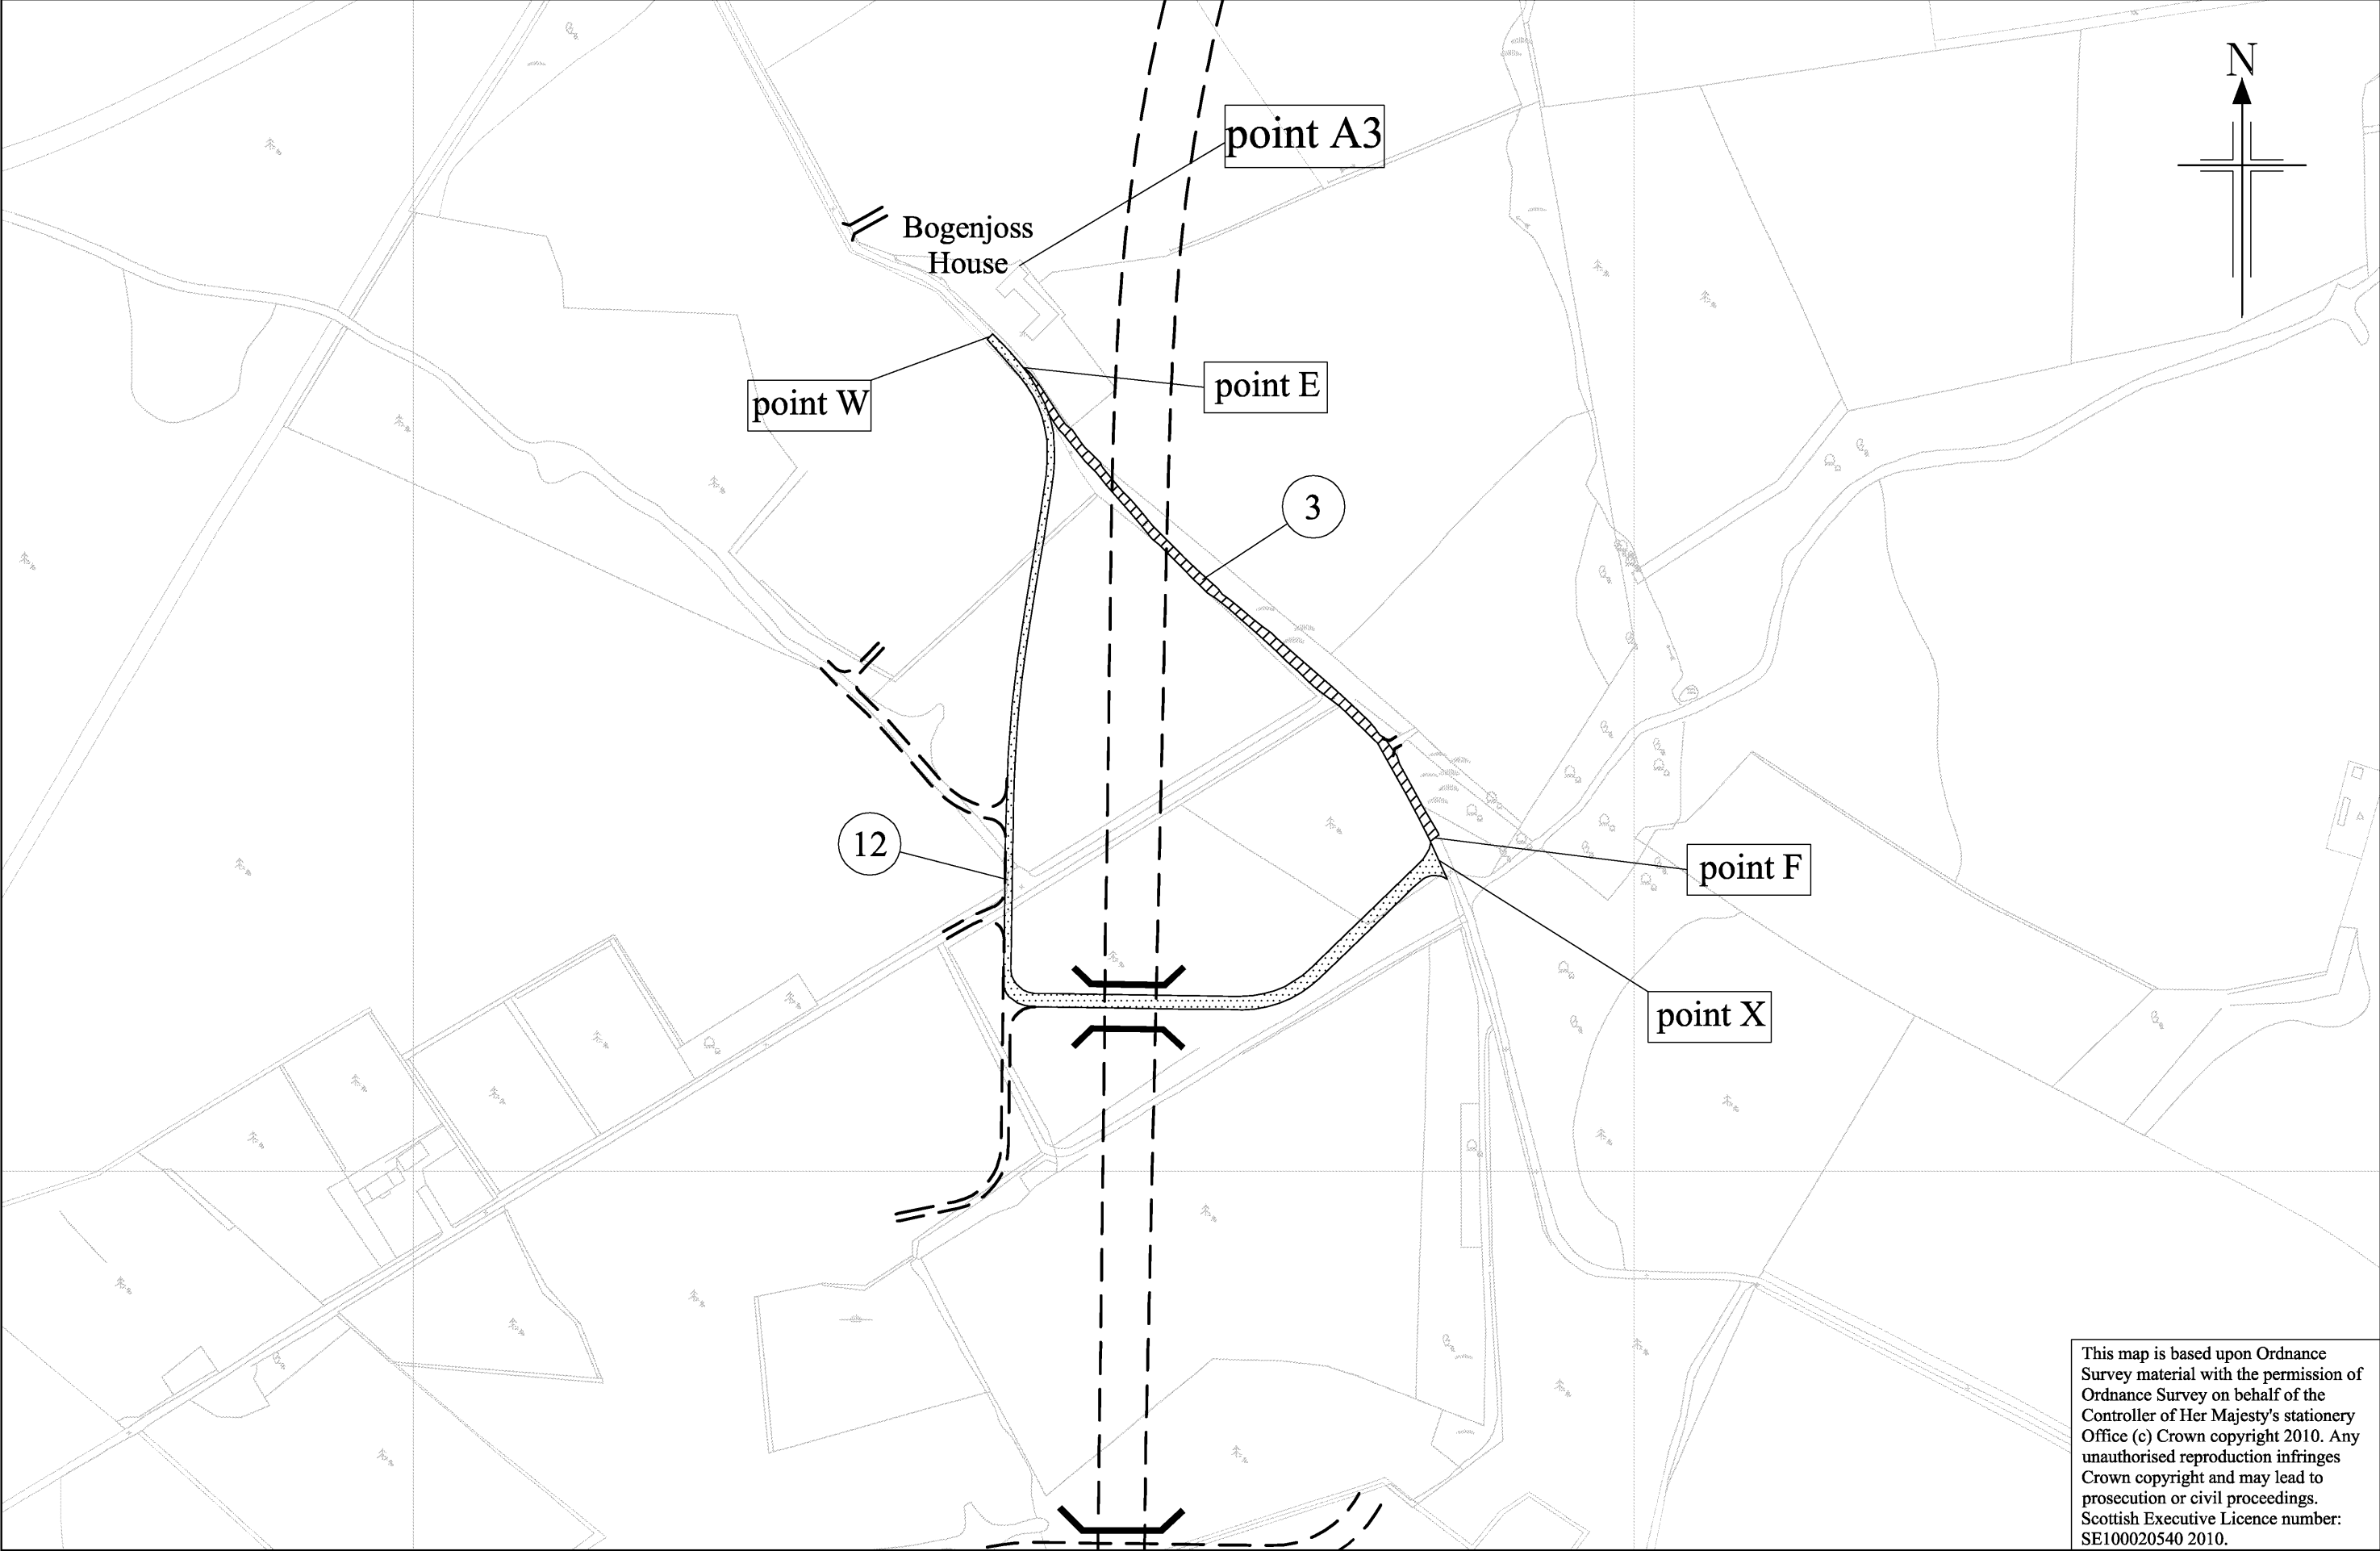 N
point A3
Bogenjoss
House
point E
point W
3
12
point F
point X
This map is based upon Ordnance
Survey material with the permission of
Ordnance Survey on behalf of the
Controller of Her Majesty's stationery
Office (c) Crown copyright 2010. Any
unauthorised reproduction infringes
Crown copyright and may lead to
prosecution or civil proceedings.
Scottish Executive Licence number:
SE100020540 2010.